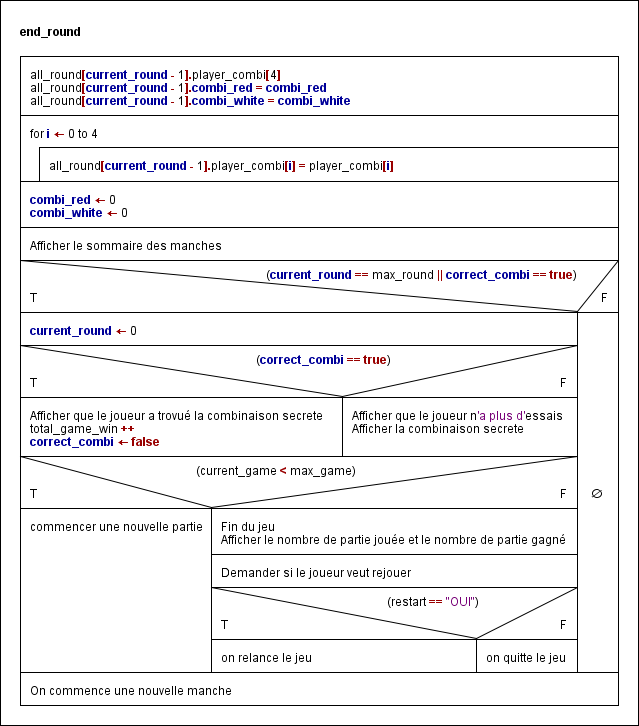 end_round
all_round[current_round - 1].player_combi[4]
all_round[current_round - 1].combi_red = combi_red
all_round[current_round - 1].combi_white = combi_white
for i ← 0 to 4
all_round[current_round - 1].player_combi[i] = player_combi[i]
combi_red ← 0
combi_white ← 0
Afficher le sommaire des manches
(current_round == max_round || correct_combi == true)
T
F
current_round ← 0
(correct_combi == true)
T
F
Afficher que le joueur a trovué la combinaison secrete
total_game_win ++
correct_combi ← false
Afficher que le joueur n'a plus d'essais
Afficher la combinaison secrete
(current_game < max_game)
T
F
∅
commencer une nouvelle partie
Fin du jeu
Afficher le nombre de partie jouée et le nombre de partie gagné
Demander si le joueur veut rejouer
(restart == "OUI")
T
F
on relance le jeu
on quitte le jeu
On commence une nouvelle manche